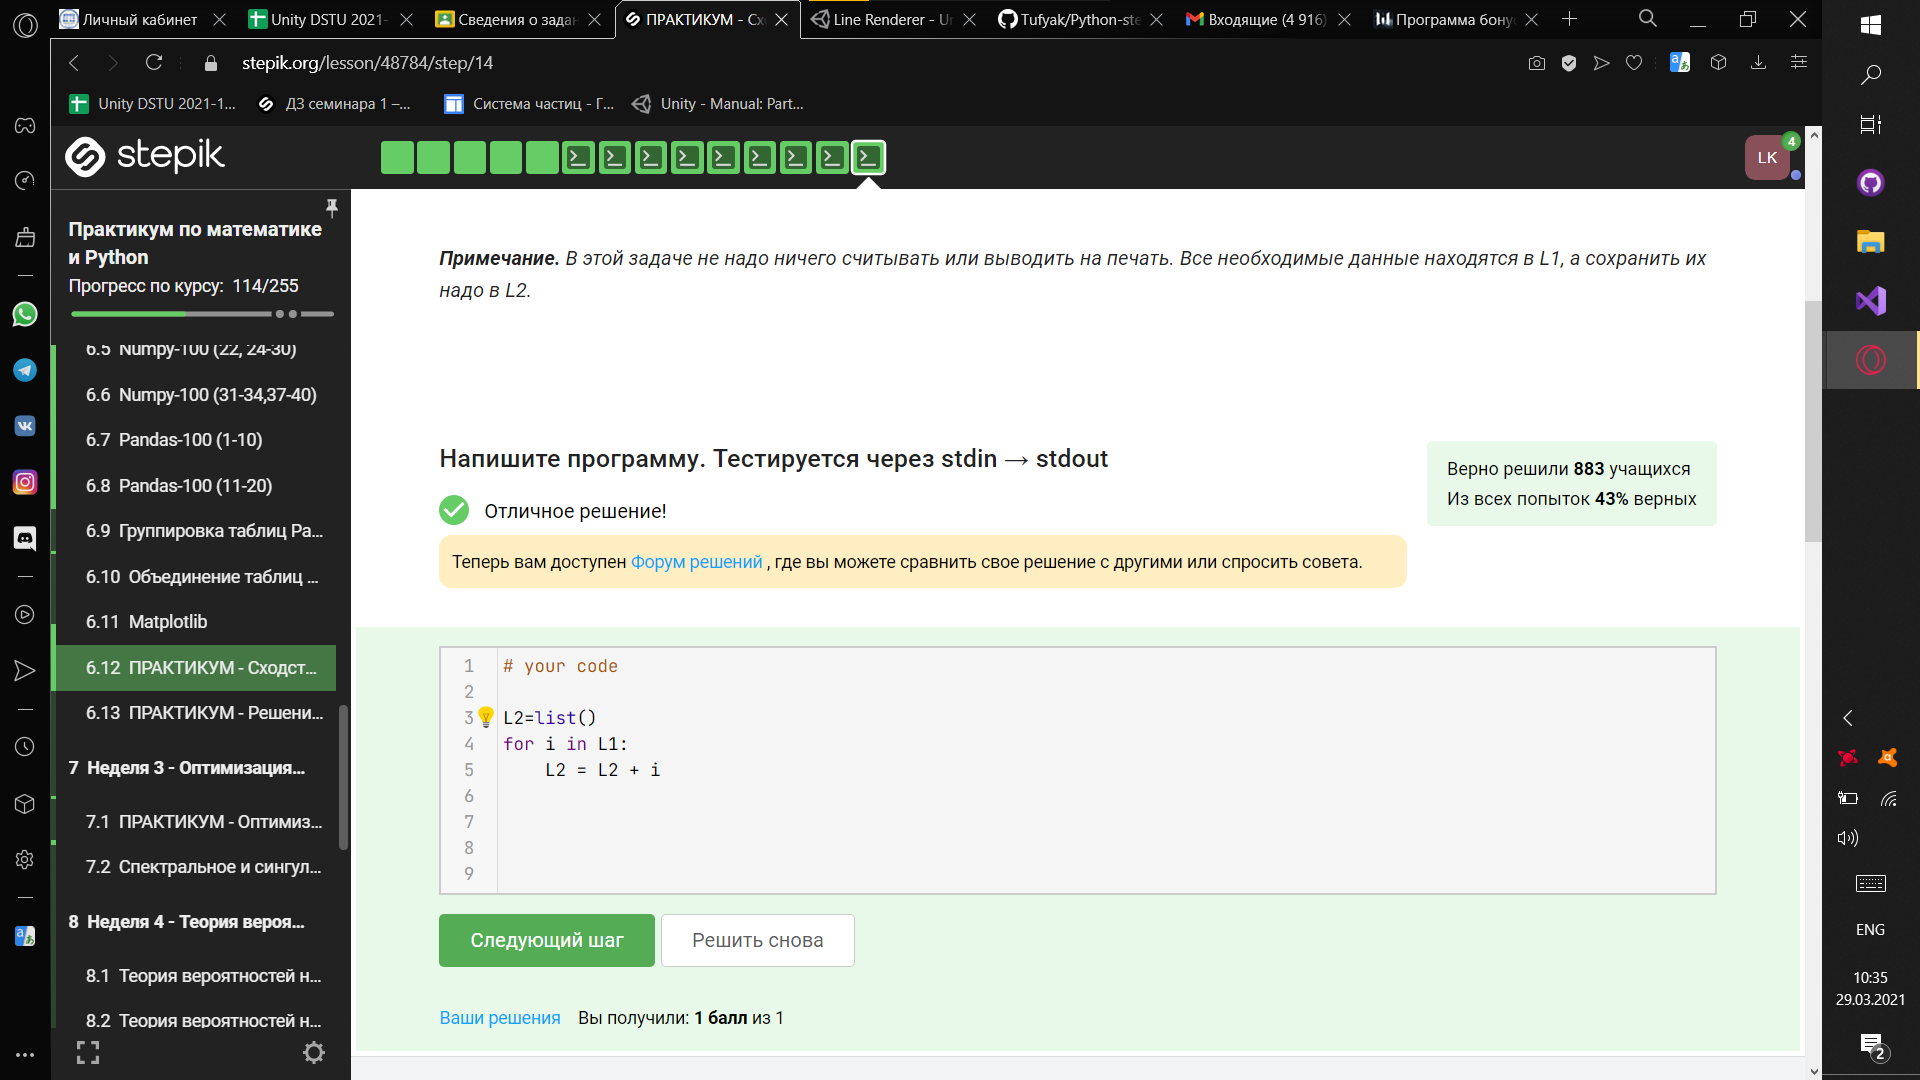 Личный кабинет
Unity DSTU 2021-
Сведения о зада
ПРАКТИКУМ - Сх
Line Renderer - Un
Tufyak/Python-ste
Входящие (4 916)
Программа бону
stepik.org/lesson/48784/step/14
Unity DSTU 2021-1...
ДЗ семинара 1 –...
Система частиц - Г...
Unity - Manual: Part...
stepik
LK
4
Практикум по математике
и Python
Прогресс по курсу: 114/255
6.5 Numpy-100 (22, 24-30)
6.6 Numpy-100 (31-34,37-40)
6.7 Pandas-100 (1-10)
6.8 Pandas-100 (11-20)
6.9 Группировка таблиц Pa...
6.10 Объединение таблиц ...
6.11 Matplotlib
6.12 ПРАКТИКУМ - Сходст...
6.13 ПРАКТИКУМ - Решени...
7 Неделя 3 - Оптимизация...
7.1 ПРАКТИКУМ - Оптимиз...
7.2 Спектральное и сингул...
8 Неделя 4 - Теория вероя...
8.1 Теория вероятностей н...
8.2 Теория вероятностей н...
Примечание. В этой задаче не надо ничего считывать или выводить на печать. Все необходимые данные находятся в L1, а сохранить их
надо в L2.
Напишите программу. Тестируется через stdin → stdout
Верно решили 883 учащихся
Из всех попыток 43% верных
Отличное решение!
Теперь вам доступен Форум решений , где вы можете сравнить свое решение с другими или спросить совета.
1 # your code
2
3 L2=list()
4 for i in L1:
5 L2 = L2 + i
6
7
8
9
Следующий шаг
Решить снова
Ваши решения Вы получили: 1 балл из 1
ENG
10:35
29.03.2021
2